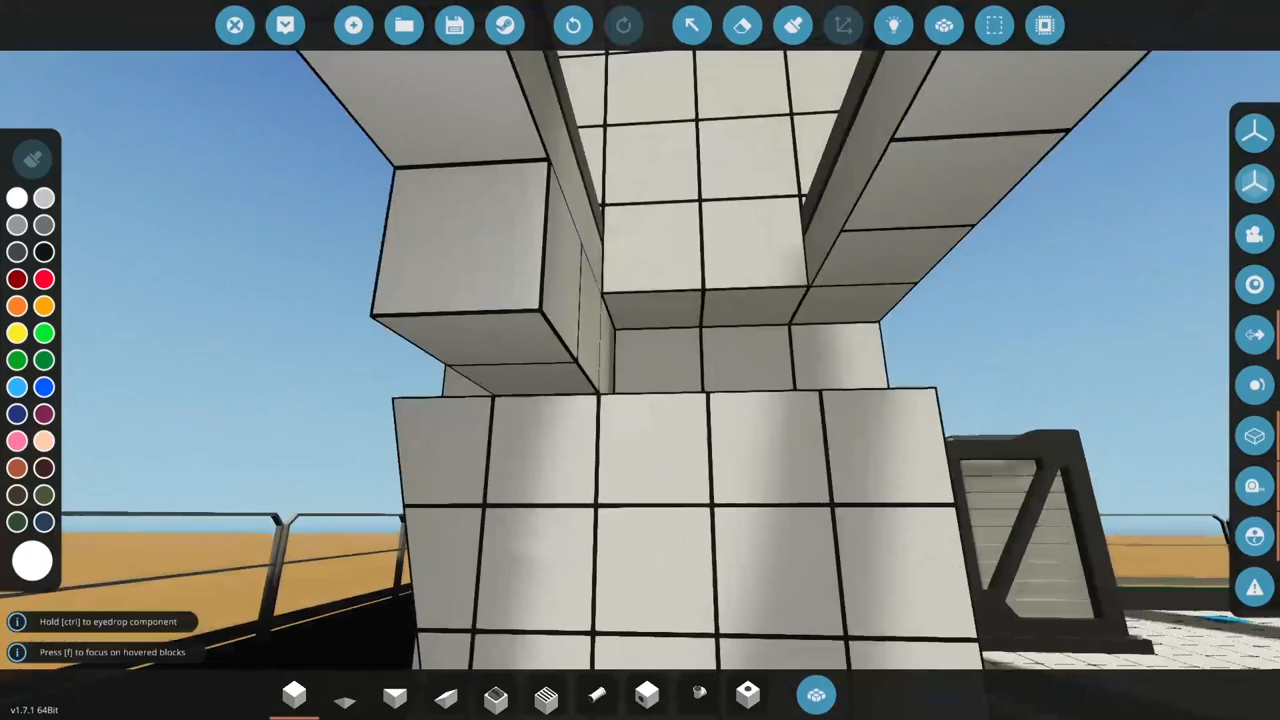 Hold [ctrl] to eyedrop component
Press [f] to focus on hovered blocks
v1.7.1 64Bit